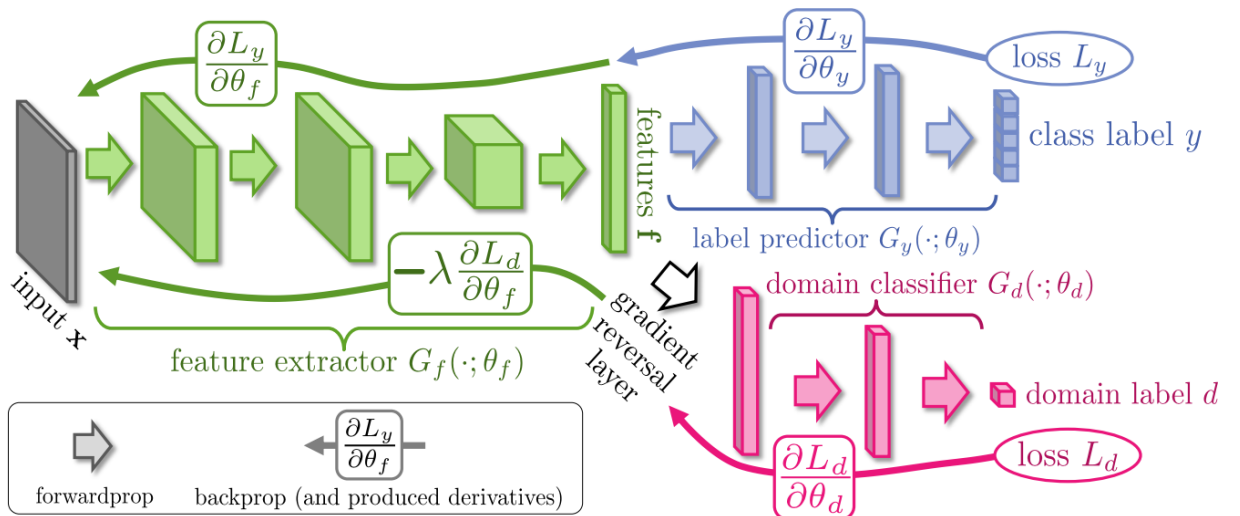 ∂L_y
∂θ_f
∂L_y
∂θ_y
loss L_y
features f
class label y
label predictor G_y(·; θ_y)
−λ ∂L_d
∂θ_f
input x
domain classifier G_d(·; θ_d)
feature extractor G_f(·; θ_f)
gradient
reversal
layer
domain label d
∂L_d
∂θ_d
loss L_d
∂L_y
∂θ_f
forwardprop
backprop (and produced derivatives)